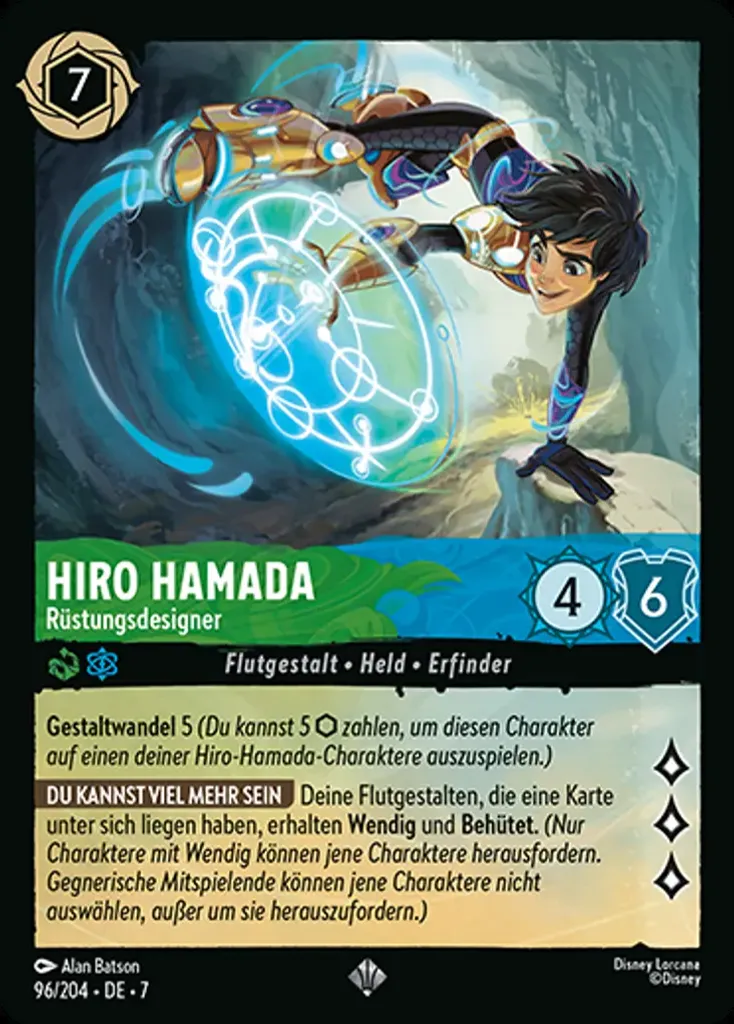 7
HIRO HAMADA
Rüstungsdesigner
4
6
Flutgestalt • Held • Erfinder
Gestaltwandel 5 (Du kannst 5 ⬡ zahlen, um diesen Charakter
auf einen deiner Hiro-Hamada-Charaktere auszuspielen.)
DU KANNST VIEL MEHR SEIN Deine Flutgestalten, die eine Karte
unter sich liegen haben, erhalten Wendig und Behütet. (Nur
Charaktere mit Wendig können jene Charaktere herausfordern.
Gegnerische Mitspielende können jene Charaktere nicht
auswählen, außer um sie herauszufordern.)
Alan Batson
96/204 • DE • 7
Disney Lorcana
©Disney